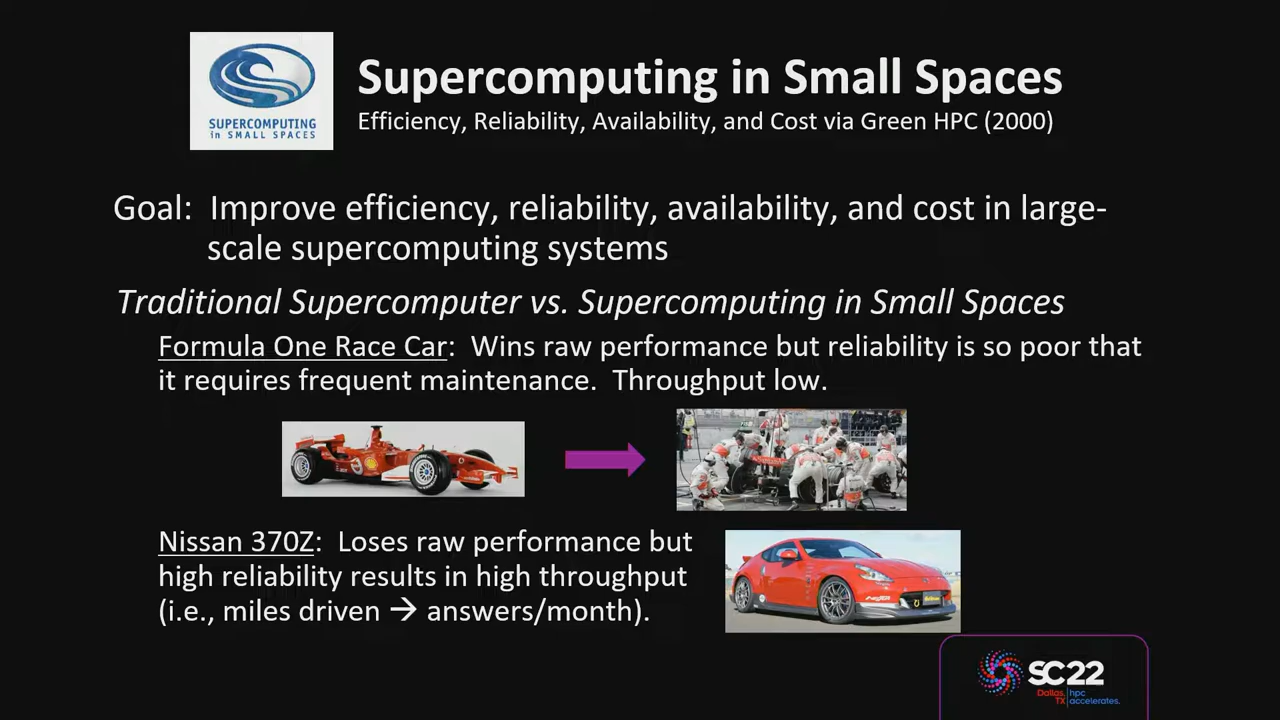 SUPERCOMPUTING
in SMALL SPACES
Supercomputing in Small Spaces
Efficiency, Reliability, Availability, and Cost via Green HPC (2000)
Goal: Improve efficiency, reliability, availability, and cost in large-
scale supercomputing systems
Traditional Supercomputer vs. Supercomputing in Small Spaces
Formula One Race Car: Wins raw performance but reliability is so poor that
it requires frequent maintenance. Throughput low.
Nissan 370Z: Loses raw performance but
high reliability results in high throughput
(i.e., miles driven → answers/month).
SC22
Dallas, TX
hpc
accelerates.